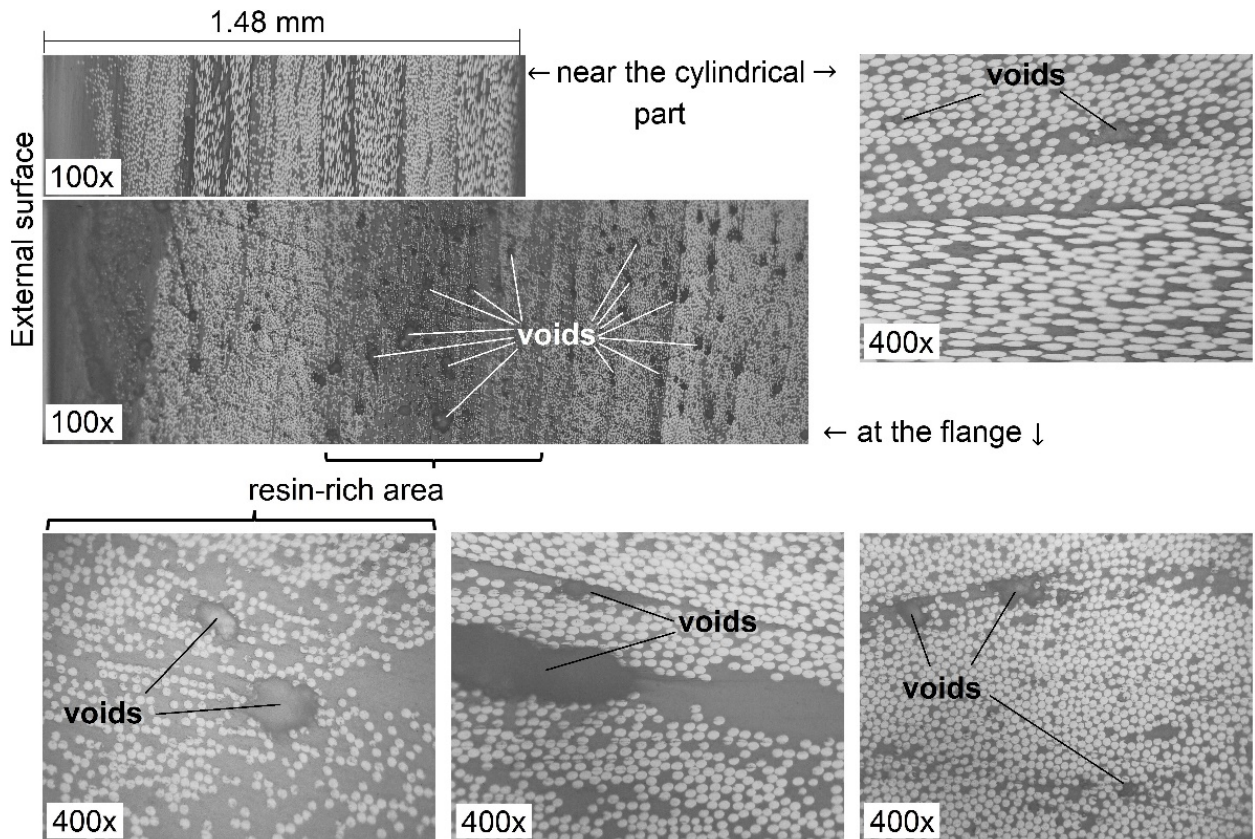 1.48 mm
← near the cylindrical →
part
voids
External surface
100x
400x
voids
100x
← at the flange ↓
resin-rich area
voids
voids
voids
400x
400x
400x